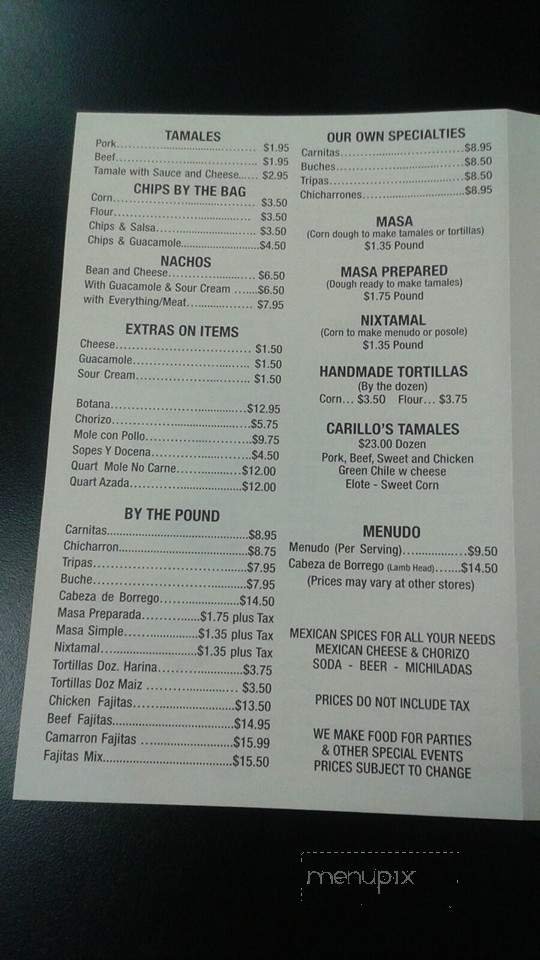 TAMALES
Pork.................................... $1.95
Beef.................................... $1.95
Tamale with Sauce and Cheese...... $2.95
CHIPS BY THE BAG
Corn.................................... $3.50
Flour................................... $3.50
Chips & Salsa........................... $3.50
Chips & Guacamole.......................$4.50
NACHOS
Bean and Cheese......................... $6.50
With Guacamole & Sour Cream ......$6.50
with Everything/Meat................... $7.95
EXTRAS ON ITEMS
Cheese.................................. $1.50
Guacamole............................... $1.50
Sour Cream.............................. $1.50
Botana..................................$12.95
Chorizo.................................$5.75
Mole con Pollo..........................$9.75
Sopes Y Docena..........................$4.50
Quart Mole No Carne.................$12.00
Quart Azada.............................$12.00
BY THE POUND
Carnitas................................$8.95
Chicharron..............................$8.75
Tripas..................................$7.95
Buche...................................$7.95
Cabeza de Borrego.......................$14.50
Masa Preparada...............$1.75 plus Tax
Masa Simple..................$1.35 plus Tax
Nixtamal.....................$1.35 plus Tax
Tortillas Doz. Harina...................$3.75
Tortillas Doz Maiz ..................... $3.50
Chicken Fajitas.........................$13.50
Beef Fajitas............................$14.95
Camarron Fajitas .......................$15.99
Fajitas Mix.............................$15.50
OUR OWN SPECIALTIES
Carnitas................................$8.95
Buches..................................$8.50
Tripas..................................$8.50
Chicharrones............................$8.95
MASA
(Corn dough to make tamales or tortillas)
$1.35 Pound
MASA PREPARED
(Dough ready to make tamales)
$1.75 Pound
NIXTAMAL
(Corn to make menudo or posole)
$1.35 Pound
HANDMADE TORTILLAS
(By the dozen)
Corn... $3.50 Flour... $3.75
CARILLO'S TAMALES
$23.00 Dozen
Pork, Beef, Sweet and Chicken
Green Chile w cheese
Elote - Sweet Corn
MENUDO
Menudo (Per Serving)..................$9.50
Cabeza de Borrego (Lamb Head).......$14.50
(Prices may vary at other stores)
MEXICAN SPICES FOR ALL YOUR NEEDS
MEXICAN CHEESE & CHORIZO
SODA - BEER - MICHILADAS
PRICES DO NOT INCLUDE TAX
WE MAKE FOOD FOR PARTIES
& OTHER SPECIAL EVENTS
PRICES SUBJECT TO CHANGE
menupix